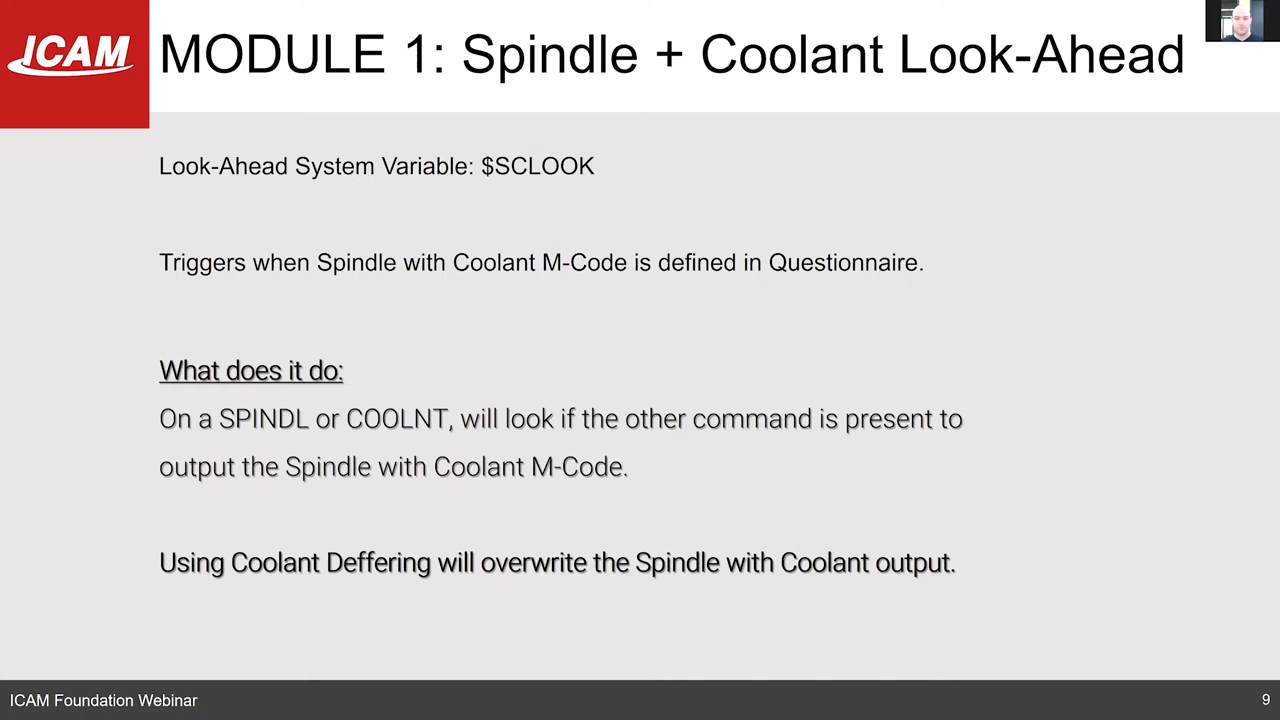 ICAM
MODULE 1: Spindle + Coolant Look-Ahead
Look-Ahead System Variable: $SCLOOK
Triggers when Spindle with Coolant M-Code is defined in Questionnaire.
What does it do:
On a SPINDL or COOLNT, will look if the other command is present to
output the Spindle with Coolant M-Code.
Using Coolant Deffering will overwrite the Spindle with Coolant output.
ICAM Foundation Webinar
9